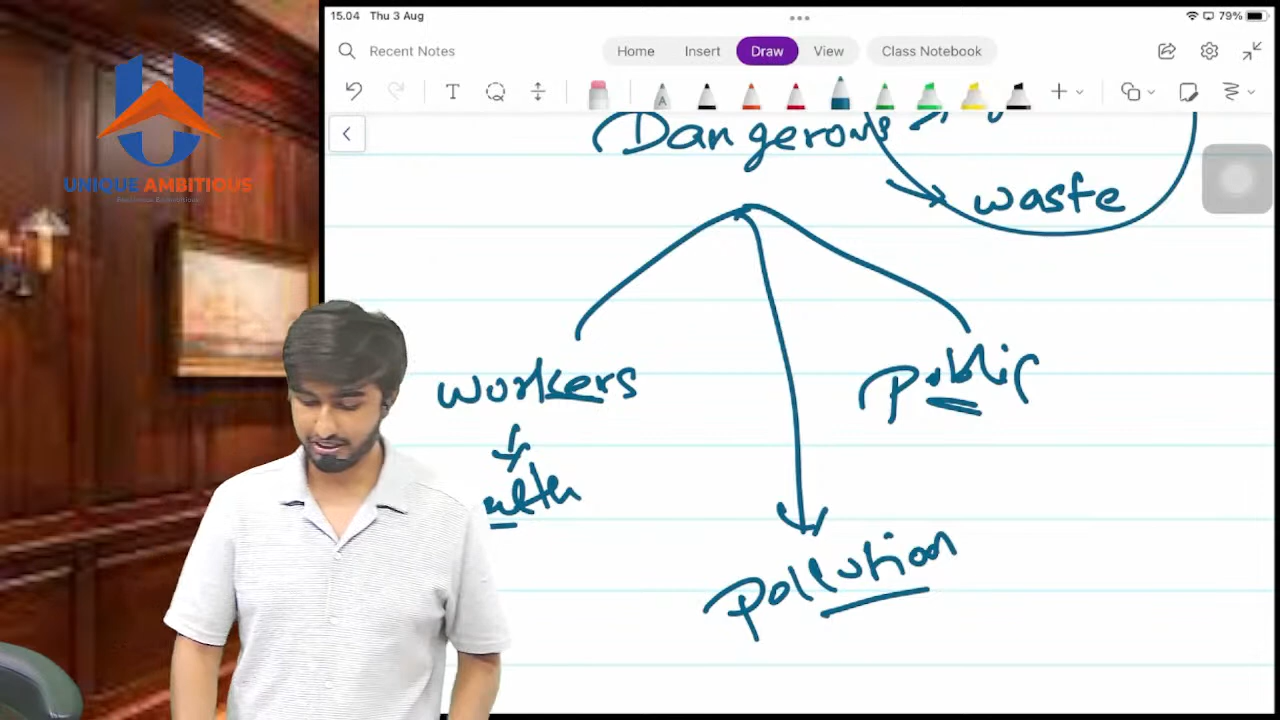 15.04 Thu 3 Aug
79%
Recent Notes
Home Insert Draw View Class Notebook
T
A
Dangerous
waste
UNIQUE AMBITIOUS
workers
Public
Pollution